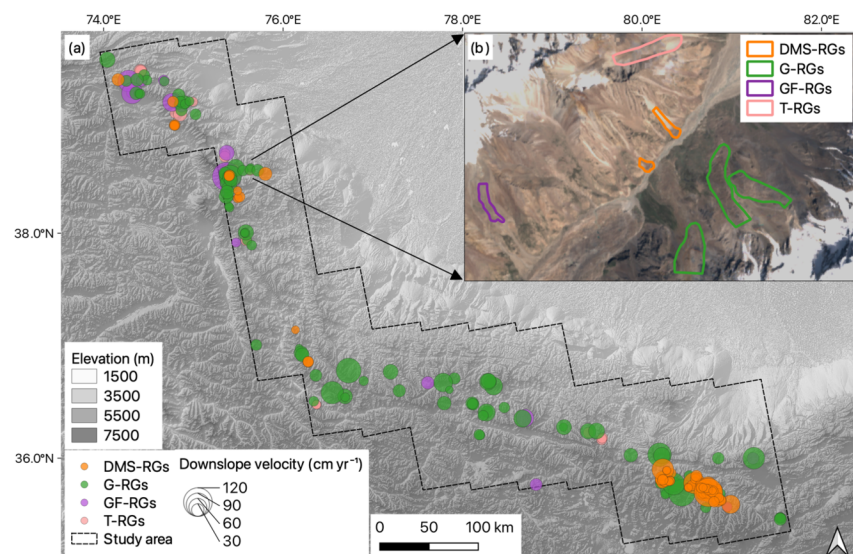 74.0°E 76.0°E 78.0°E 80.0°E 82.0°E
(a)
(b)
DMS-RGs
G-RGs
GF-RGs
T-RGs
38.0°N
36.0°N
Elevation (m)
1500
3500
5500
7500
DMS-RGs
G-RGs
GF-RGs
T-RGs
Study area
Downslope velocity (cm yr⁻¹)
120
90
60
30
0 50 100 km